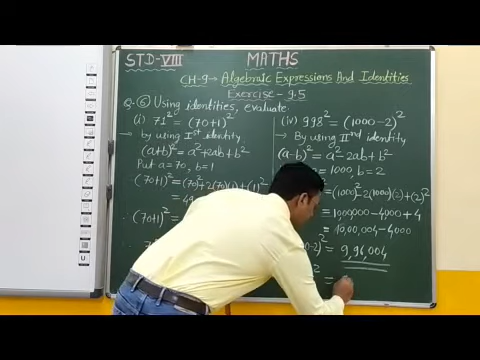 STD-VIII MATHS
CH-9→ Algebraic Expressions And Identities
Exercise - 9.5
Q. ⑥ Using identities, evaluate:
(i) 71² = (70+1)²
→ by using Iˢᵗ identity
(a+b)² = a²+2ab+b²
Put a=70, b=1
(70+1)² = (70)²+2(70)(1)+(1)²
∴ (70+1)² =
(iv) 998² = (1000-2)²
→ By using IInd identity
(a-b)² = a²-2ab+b²
1000, b=2
=(1000)²-2(1000)(2)+(2)²
= 1000000-4000+4
= 10,00,004-4000
= 9,96,004
=